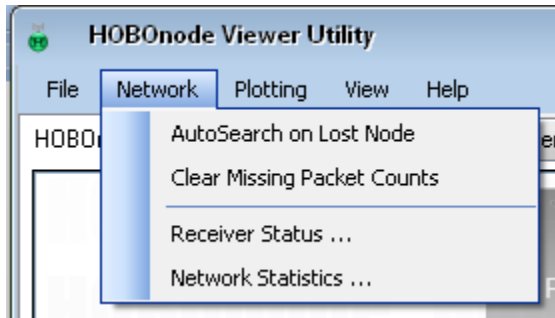 HOBOnode Viewer Utility
File Network Plotting View Help
AutoSearch on Lost Node
Clear Missing Packet Counts
Receiver Status ...
Network Statistics ...